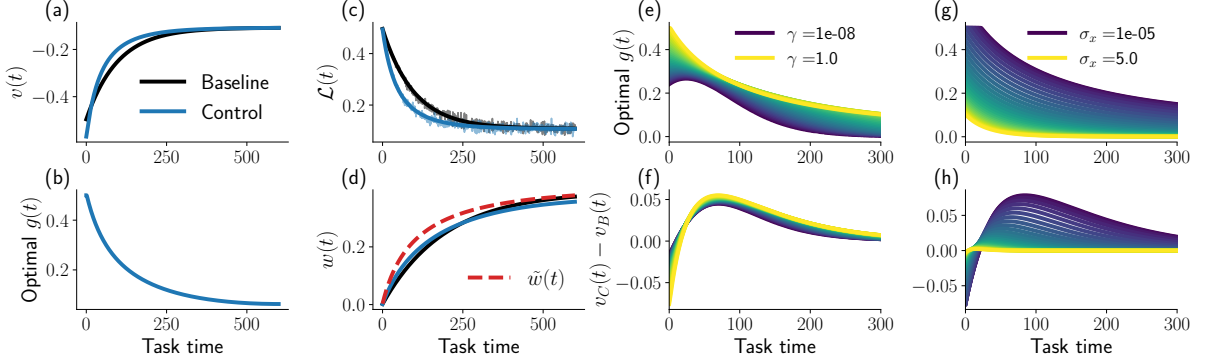 (a)
v(t)
−0.2
−0.4
Baseline
Control
0
250
500
(b)
Optimal g(t)
0.4
0.2
0
250
500
Task time
(c)
ℒ(t)
0.4
0.2
0
250
500
(d)
w(t)
0.2
0.0
w̃(t)
0
250
500
Task time
(e)
Optimal g(t)
0.4
0.2
0.0
γ =1e-08
γ =1.0
0
100
200
300
(f)
v_C(t) − v_B(t)
0.05
0.00
−0.05
0
100
200
300
Task time
(g)
0.4
0.2
0.0
σ_x =1e-05
σ_x =5.0
0
100
200
300
(h)
0.05
0.00
−0.05
0
100
200
300
Task time